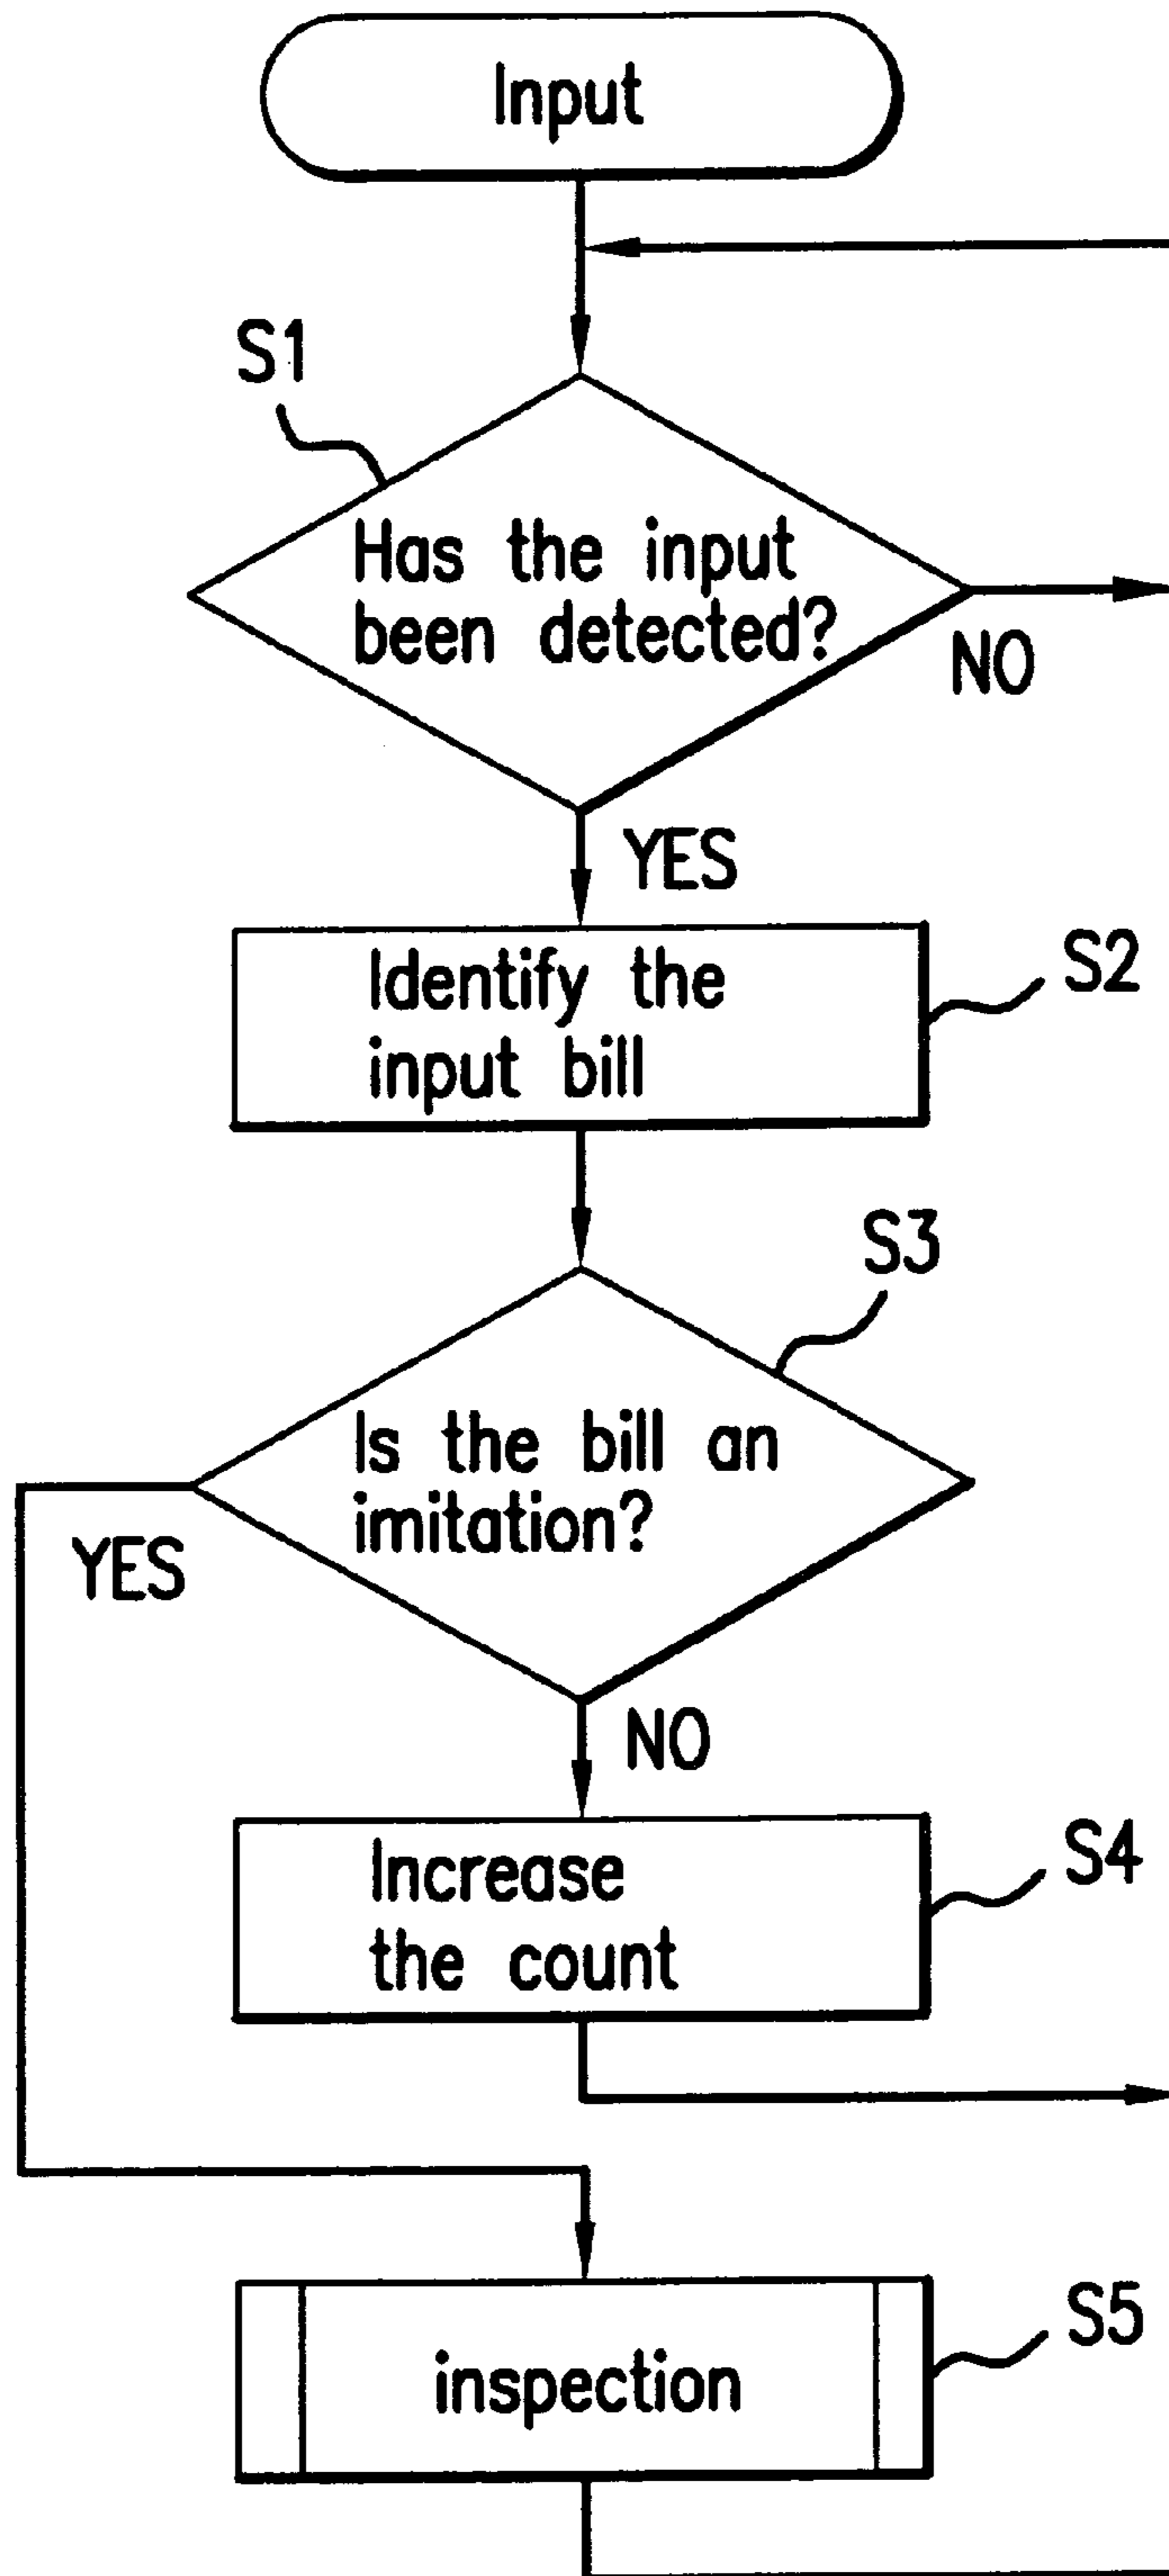 Input
S1
Has the input
been detected?
NO
YES
Identify the
input bill
S2
S3
Is the bill an
imitation?
YES
NO
Increase
the count
S4
inspection
S5